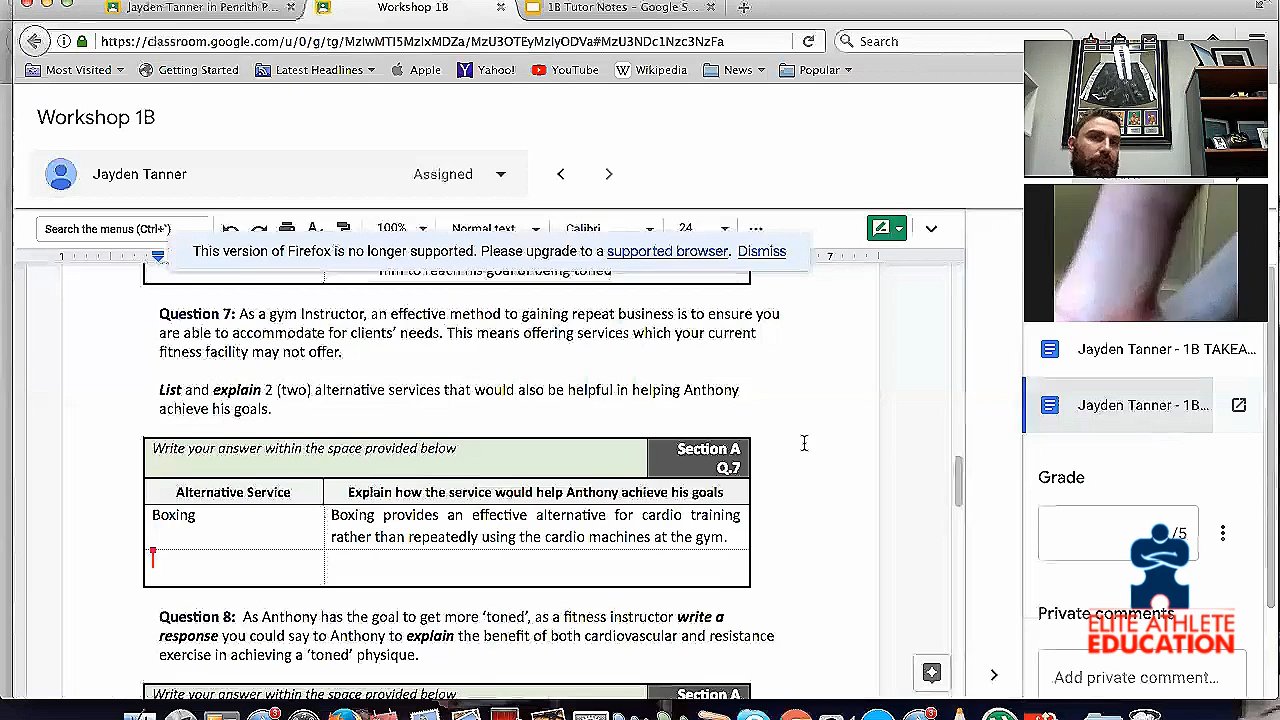 Jayden Tanner in Penrith P...
Workshop 1B
1B Tutor Notes - Google S...
https://classroom.google.com/u/0/g/tg/MzIwMTI5MzIxMDZa/MzU3OTEyMzIyODVa#MzU3NDc1Nzc3NzFa
Search
Most Visited
Getting Started
Latest Headlines
Apple
Yahoo!
YouTube
Wikipedia
News
Popular
Workshop 1B
Jayden Tanner
Assigned
Search the menus (Ctrl+')
100%
Normal text
Calibri
24
This version of Firefox is no longer supported. Please upgrade to a supported browser. Dismiss
1
7
him to reach his goal of being toned
Question 7: As a gym Instructor, an effective method to gaining repeat business is to ensure you
are able to accommodate for clients' needs. This means offering services which your current
fitness facility may not offer.
List and explain 2 (two) alternative services that would also be helpful in helping Anthony
achieve his goals.
Write your answer within the space provided below
Section A
Q.7
Alternative Service
Explain how the service would help Anthony achieve his goals
Boxing
Boxing provides an effective alternative for cardio training
rather than repeatedly using the cardio machines at the gym.
Question 8: As Anthony has the goal to get more 'toned', as a fitness instructor write a
response you could say to Anthony to explain the benefit of both cardiovascular and resistance
exercise in achieving a 'toned' physique.
Write your answer within the space provided below
Section A
Jayden Tanner - 1B TAKEA...
Jayden Tanner - 1B...
Grade
/5
Private comments
ELITE ATHLETE
EDUCATION
Add private comment...